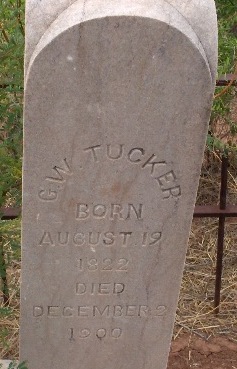 G.W. TUCKER
BORN
AUGUST 19
1822
DIED
DECEMBER 2
1900